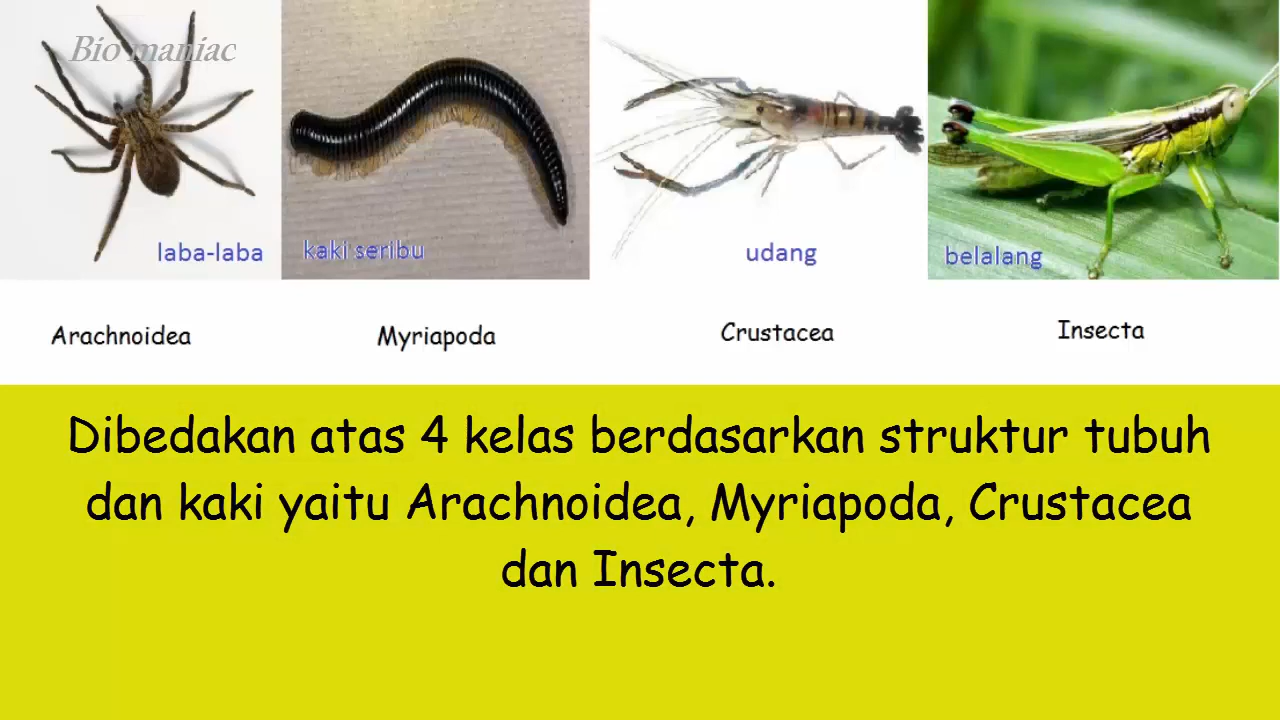 Bio maniac
laba-laba
kaki seribu
udang
belalang
Arachnoidea
Myriapoda
Crustacea
Insecta
Dibedakan atas 4 kelas berdasarkan struktur tubuh
dan kaki yaitu Arachnoidea, Myriapoda, Crustacea
dan Insecta.